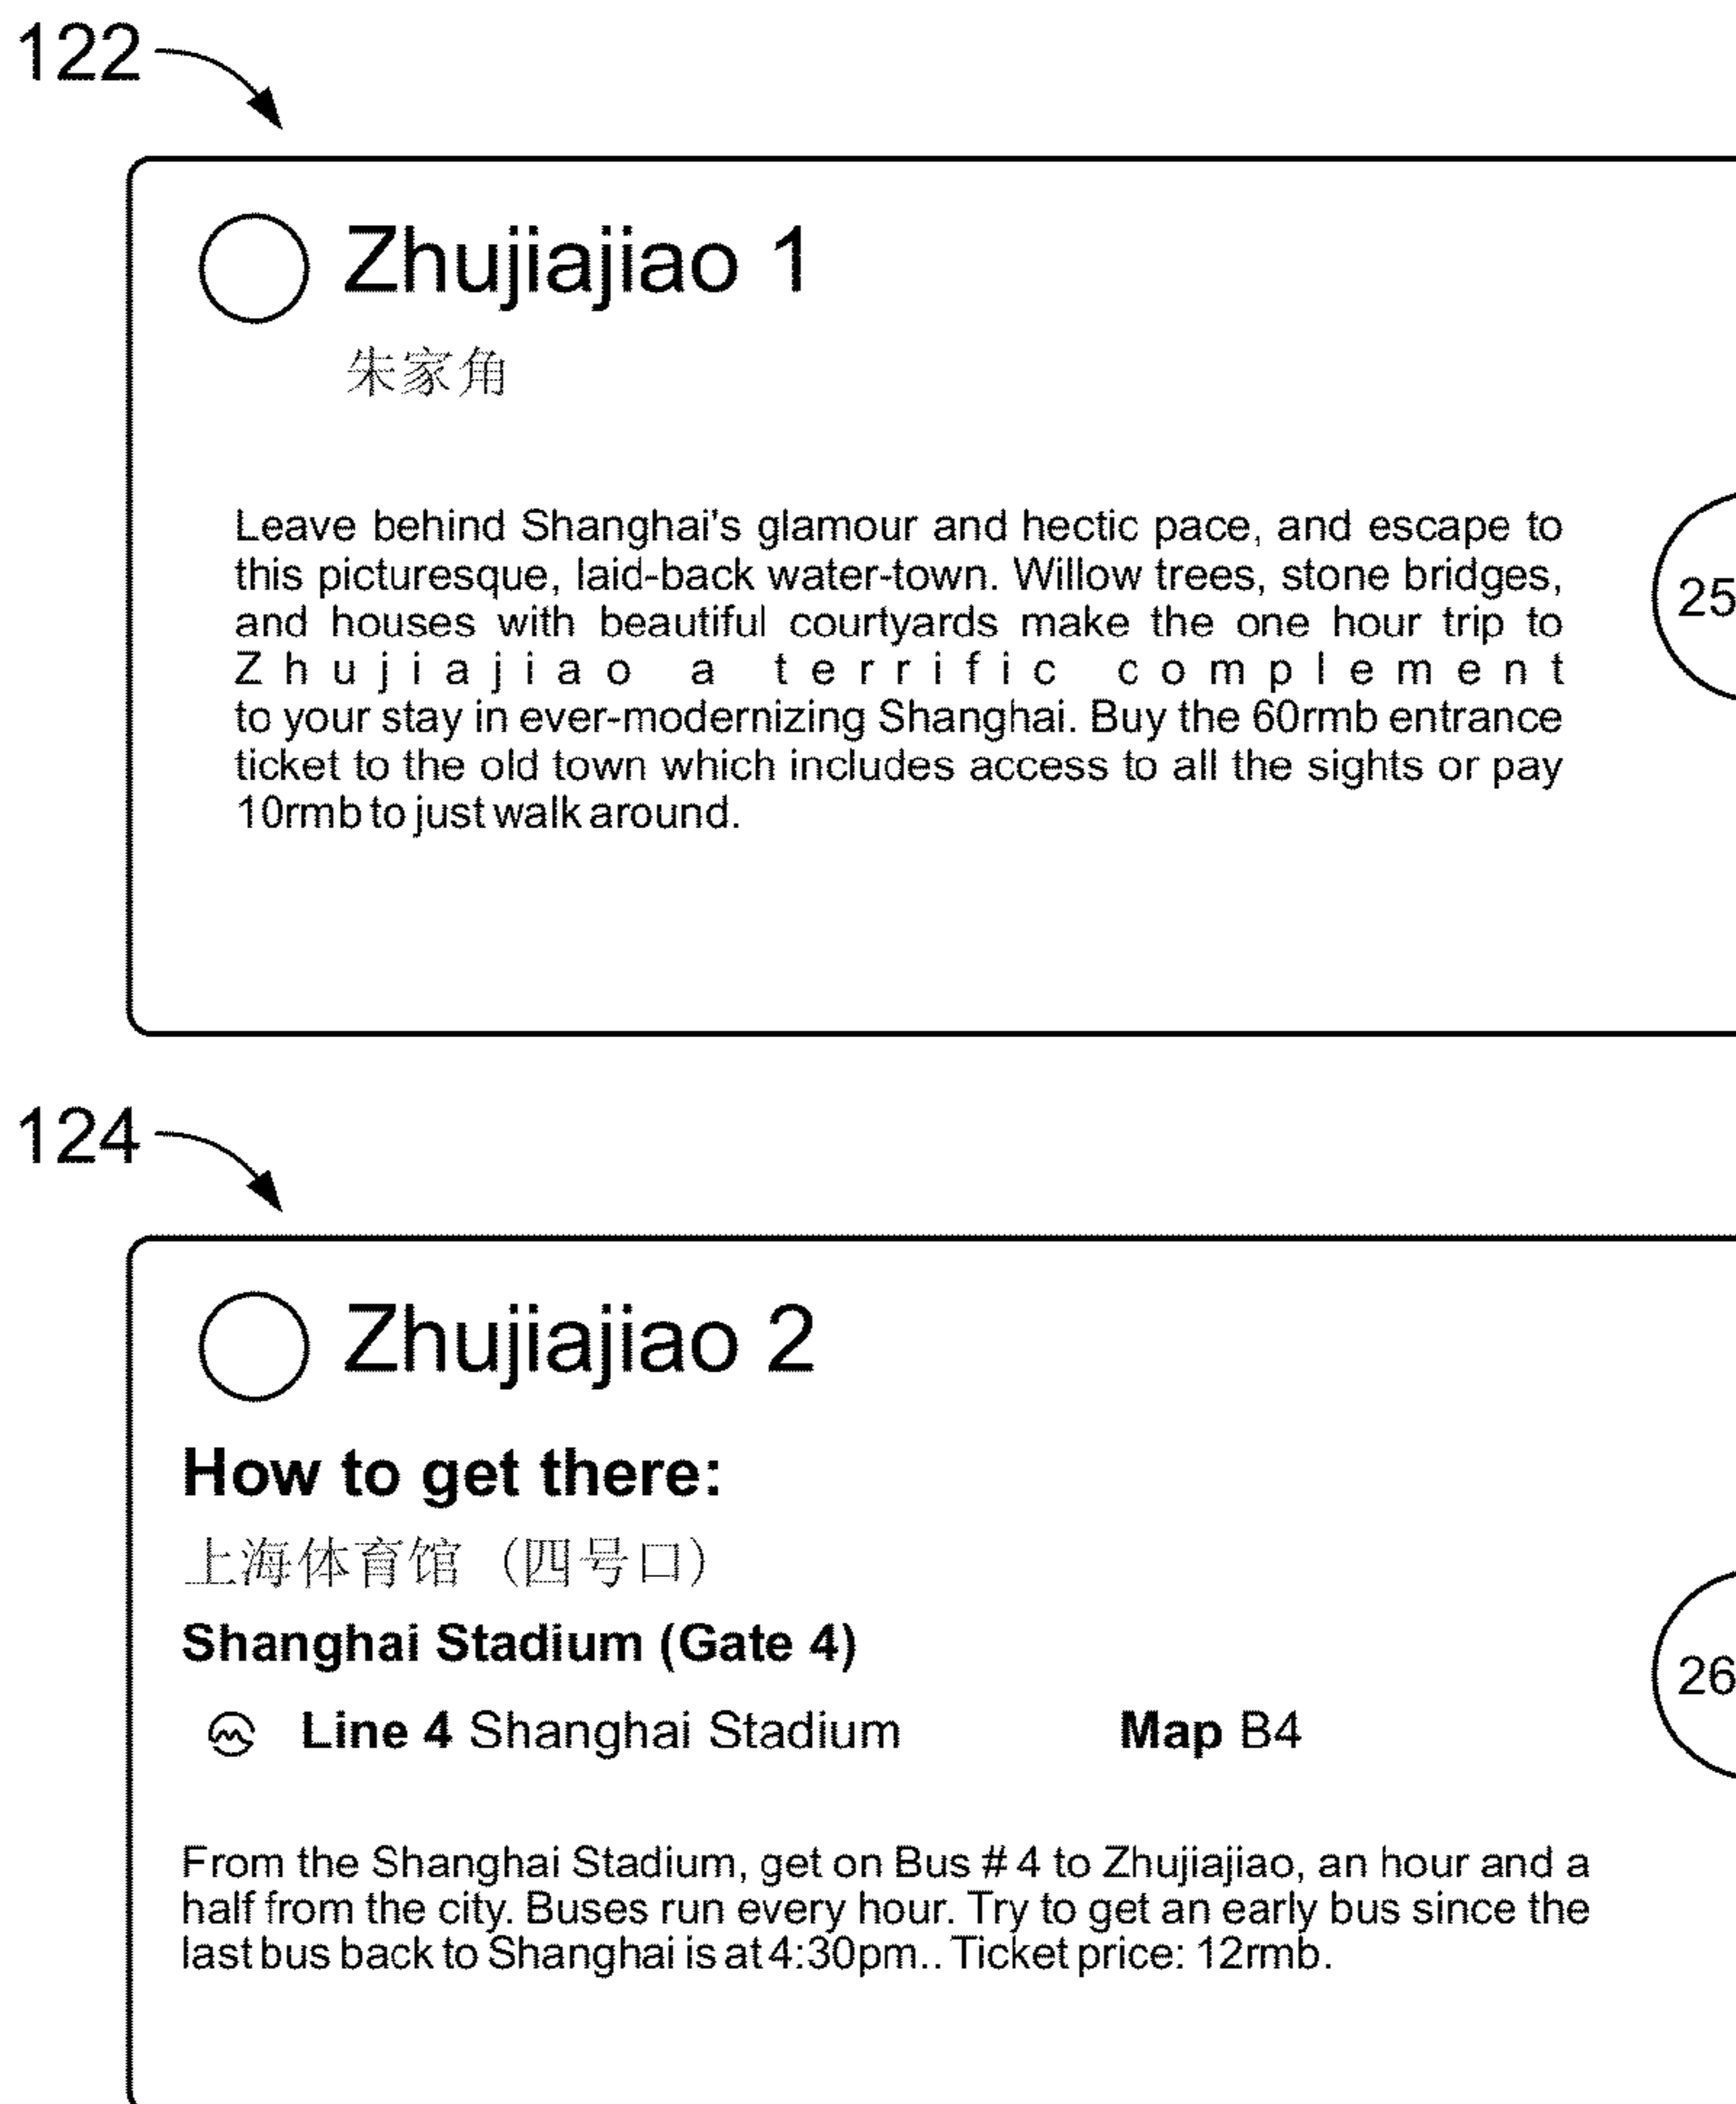 122
Zhujiajiao 1
朱家角
Leave behind Shanghai's glamour and hectic pace, and escape to
this picturesque, laid-back water-town. Willow trees, stone bridges,
and houses with beautiful courtyards make the one hour trip to
Zhujiajiao a terrific complement
to your stay in ever-modernizing Shanghai. Buy the 60rmb entrance
ticket to the old town which includes access to all the sights or pay
10rmb to just walk around.
25
124
Zhujiajiao 2
How to get there:
上海体育馆 (四号口)
Shanghai Stadium (Gate 4)
Line 4 Shanghai Stadium Map B4
26
From the Shanghai Stadium, get on Bus # 4 to Zhujiajiao, an hour and a
half from the city. Buses run every hour. Try to get an early bus since the
last bus back to Shanghai is at 4:30pm.. Ticket price: 12rmb.